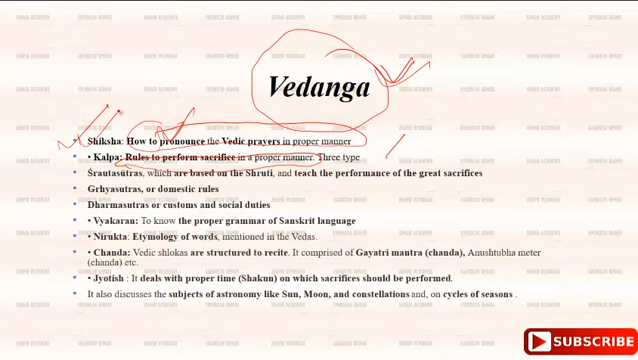 Vedanga
• Shiksha: How to pronounce the Vedic prayers in proper manner
• • Kalpa: Rules to perform sacrifice in a proper manner. Three type
• Śrautasūtras, which are based on the Shruti, and teach the performance of the great sacrifices
• Grhyasutras, or domestic rules
• Dharmasutras or customs and social duties
• • Vyakaran: To know the proper grammar of Sanskrit language
• • Nirukta: Etymology of words, mentioned in the Vedas.
• • Chanda: Vedic shlokas are structured to recite. It comprised of Gayatri mantra (chanda), Anushtubha meter
(chanda) etc.
• • Jyotish : It deals with proper time (Shakun) on which sacrifices should be performed.
• It also discusses the subjects of astronomy like Sun, Moon, and constellations and, on cycles of seasons .
SUBSCRIBE